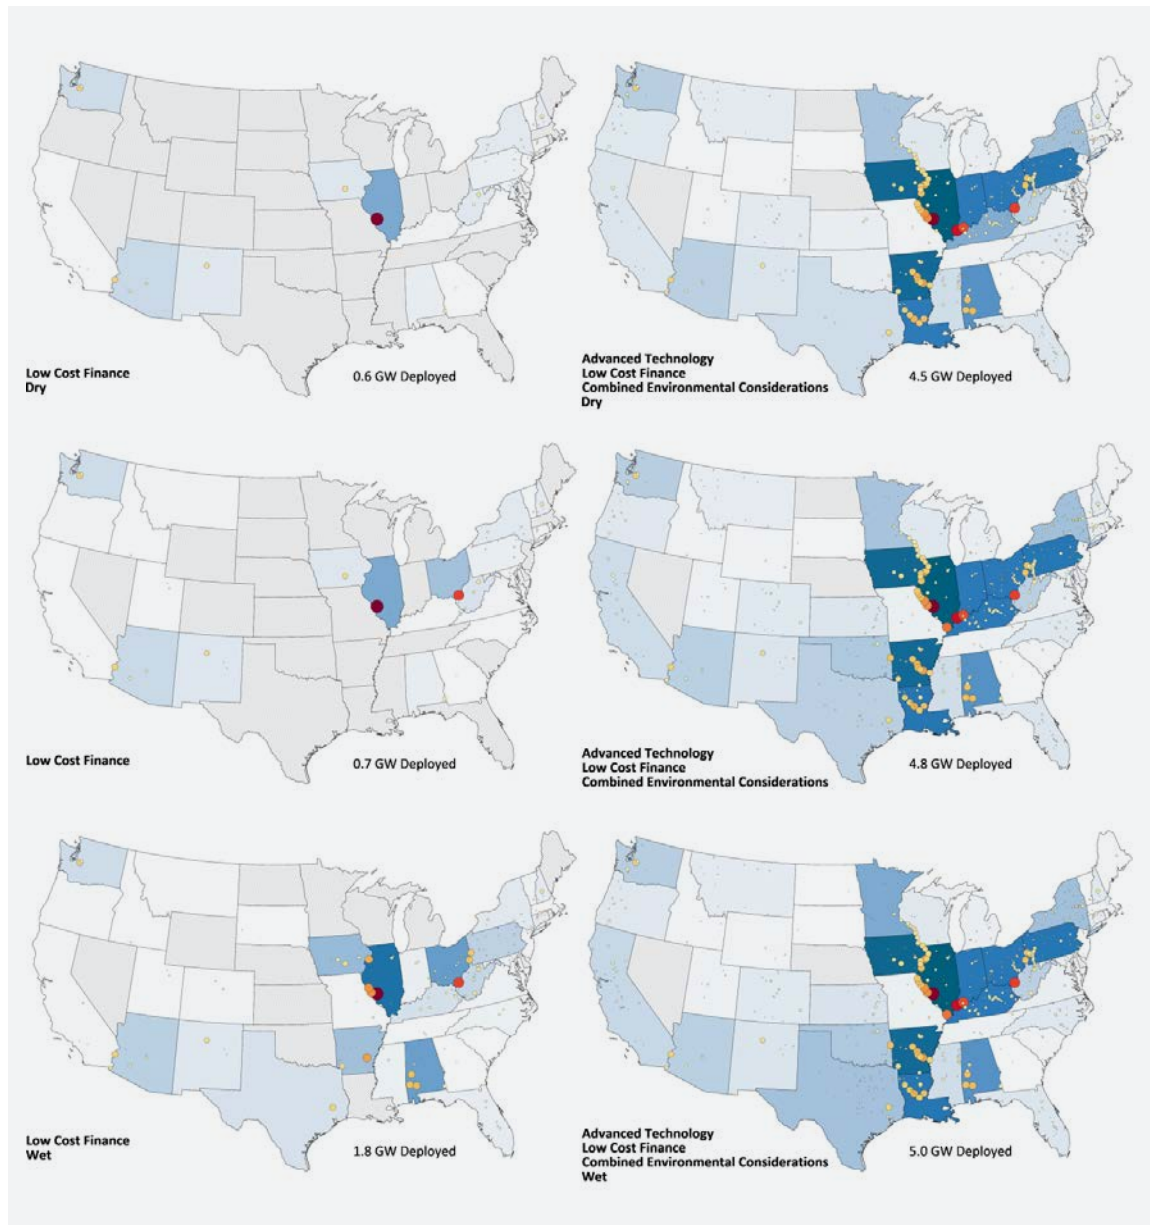 Low Cost Finance
Dry
0.6 GW Deployed
Advanced Technology
Low Cost Finance
Combined Environmental Considerations
Dry
4.5 GW Deployed
Low Cost Finance
0.7 GW Deployed
Advanced Technology
Low Cost Finance
Combined Environmental Considerations
4.8 GW Deployed
Low Cost Finance
Wet
1.8 GW Deployed
Advanced Technology
Low Cost Finance
Combined Environmental Considerations
Wet
5.0 GW Deployed